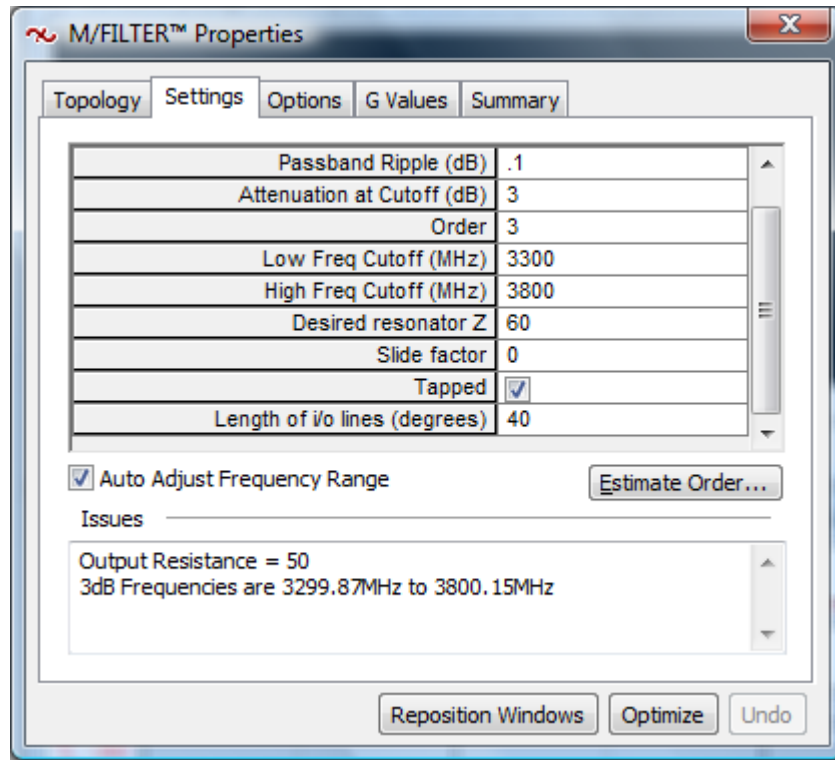 M/FILTER™ Properties
Topology Settings Options G Values Summary
Passband Ripple (dB) .1
Attenuation at Cutoff (dB) 3
Order 3
Low Freq Cutoff (MHz) 3300
High Freq Cutoff (MHz) 3800
Desired resonator Z 60
Slide factor 0
Tapped
Length of i/o lines (degrees) 40
Auto Adjust Frequency Range Estimate Order...
Issues
Output Resistance = 50
3dB Frequencies are 3299.87MHz to 3800.15MHz
Reposition Windows Optimize Undo